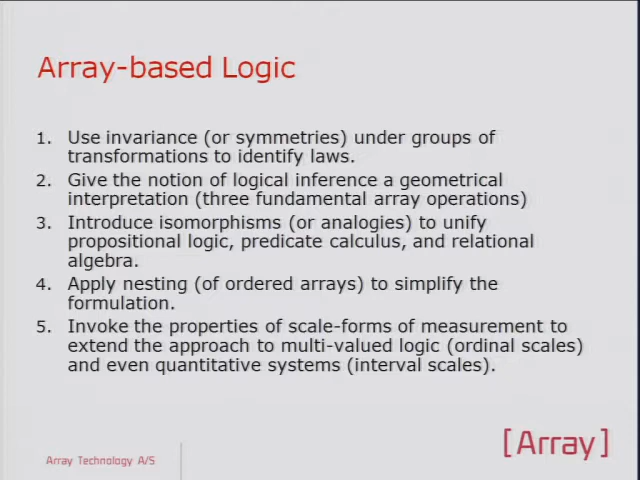 Array-based Logic
1. Use invariance (or symmetries) under groups of
transformations to identify laws.
2. Give the notion of logical inference a geometrical
interpretation (three fundamental array operations)
3. Introduce isomorphisms (or analogies) to unify
propositional logic, predicate calculus, and relational
algebra.
4. Apply nesting (of ordered arrays) to simplify the
formulation.
5. Invoke the properties of scale-forms of measurement to
extend the approach to multi-valued logic (ordinal scales)
and even quantitative systems (interval scales).
[Array]
Array Technology A/S